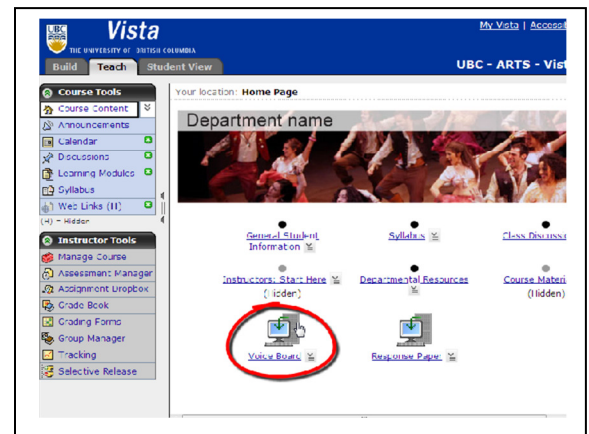 UBC Vista
THE UNIVERSITY OF BRITISH COLUMBIA
My Vista | Accessi
Build Teach Student View
UBC - ARTS - Vist
Course Tools
Course Content
Announcements
Calendar
Discussions
Learning Modules
Syllabus
Web Links (H)
(H) = Hidden
Instructor Tools
Manage Course
Assessment Manager
Assignment Dropbox
Grade Book
Grading Forms
Group Manager
Tracking
Selective Release
Your location: Home Page
Department name
General Student
Information
Syllabus
Class Discussio
Instructors: Start Here
(Hidden)
Departmental Resources
Course Materi
(Hidden)
Voice Board
Response Paper